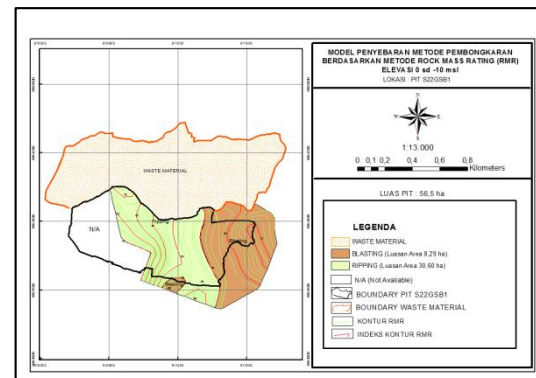 MODEL PENYEBARAN METODE PEMBONGKARAN
BERDASARKAN METODE ROCK MASS RATING (RMR)
ELEVASI 0 sd -10 msl
LOKASI : PIT S22GSB1
1:13.000
0 0,1 0,2 0,4 0,6 0,8
Kilometers
LUAS PIT : 56,5 ha
LEGENDA
WASTE MATERIAL
BLASTING (Luasan Area 8,29 ha)
RIPPING (Luasan Area 30,60 ha)
N/A (Not Available)
BOUNDARY PIT S22GSB1
BOUNDARY WASTE MATERIAL
KONTUR RMR
INDEKS KONTUR RMR
WASTE MATERIAL
N/A
Ripping
Blasting
Blasting